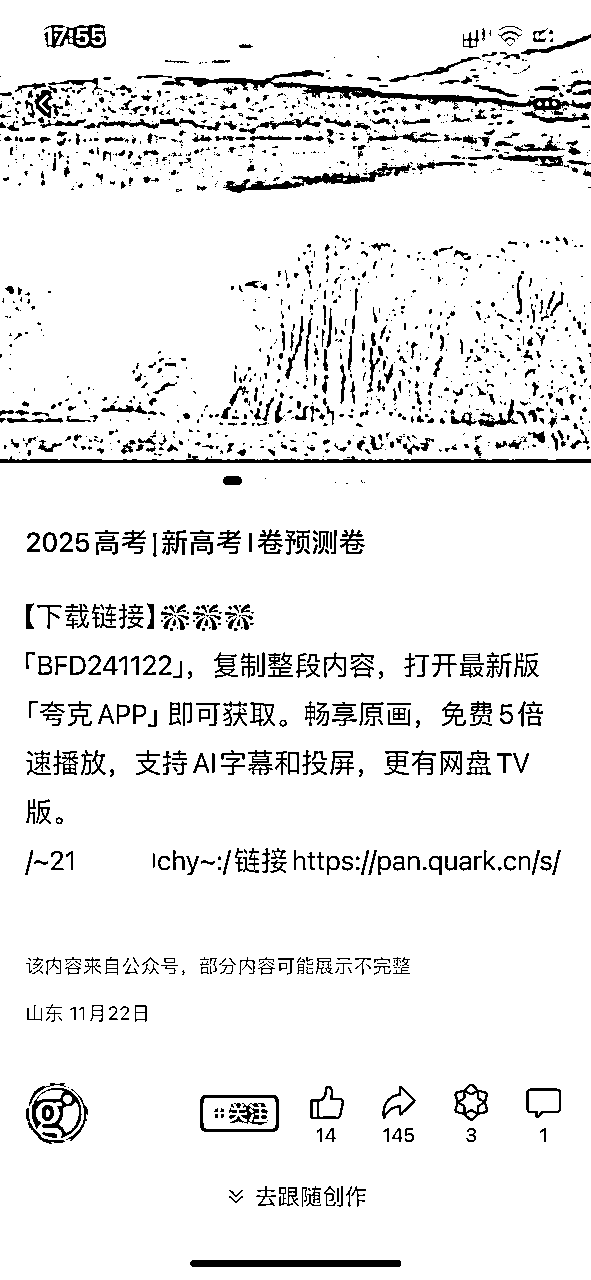 17:55
2025高考|新高考I卷预测卷
【下载链接】
「BFD241122」，复制整段内容，打开最新版
「夸克APP」即可获取。畅享原画，免费5倍
速播放，支持AI字幕和投屏，更有网盘TV
版。
/~21 chy~:/链接https://pan.quark.cn/s/
该内容来自公众号，部分内容可能展示不完整
山东 11月22日
关注
14 145 3 1
去跟随创作